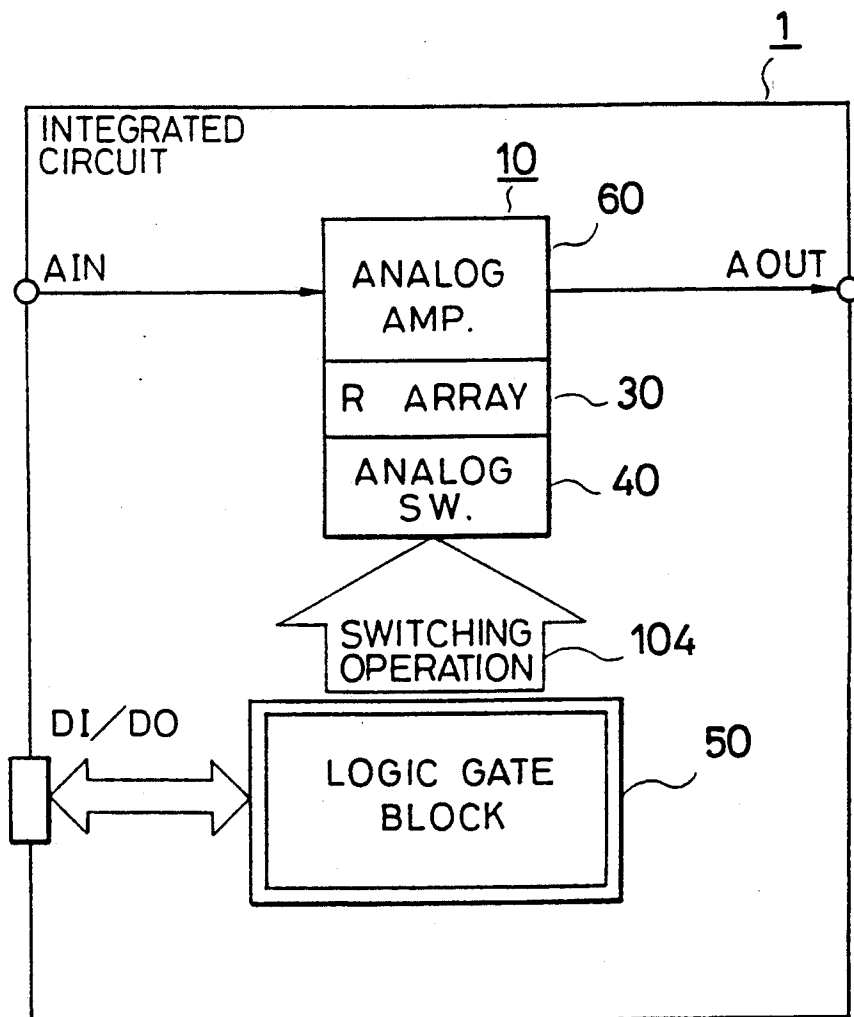 1
INTEGRATED
CIRCUIT
10
60
AIN
ANALOG
AMP.
AOUT
R ARRAY
30
ANALOG
SW.
40
SWITCHING
OPERATION
104
DI/DO
50
LOGIC GATE
BLOCK